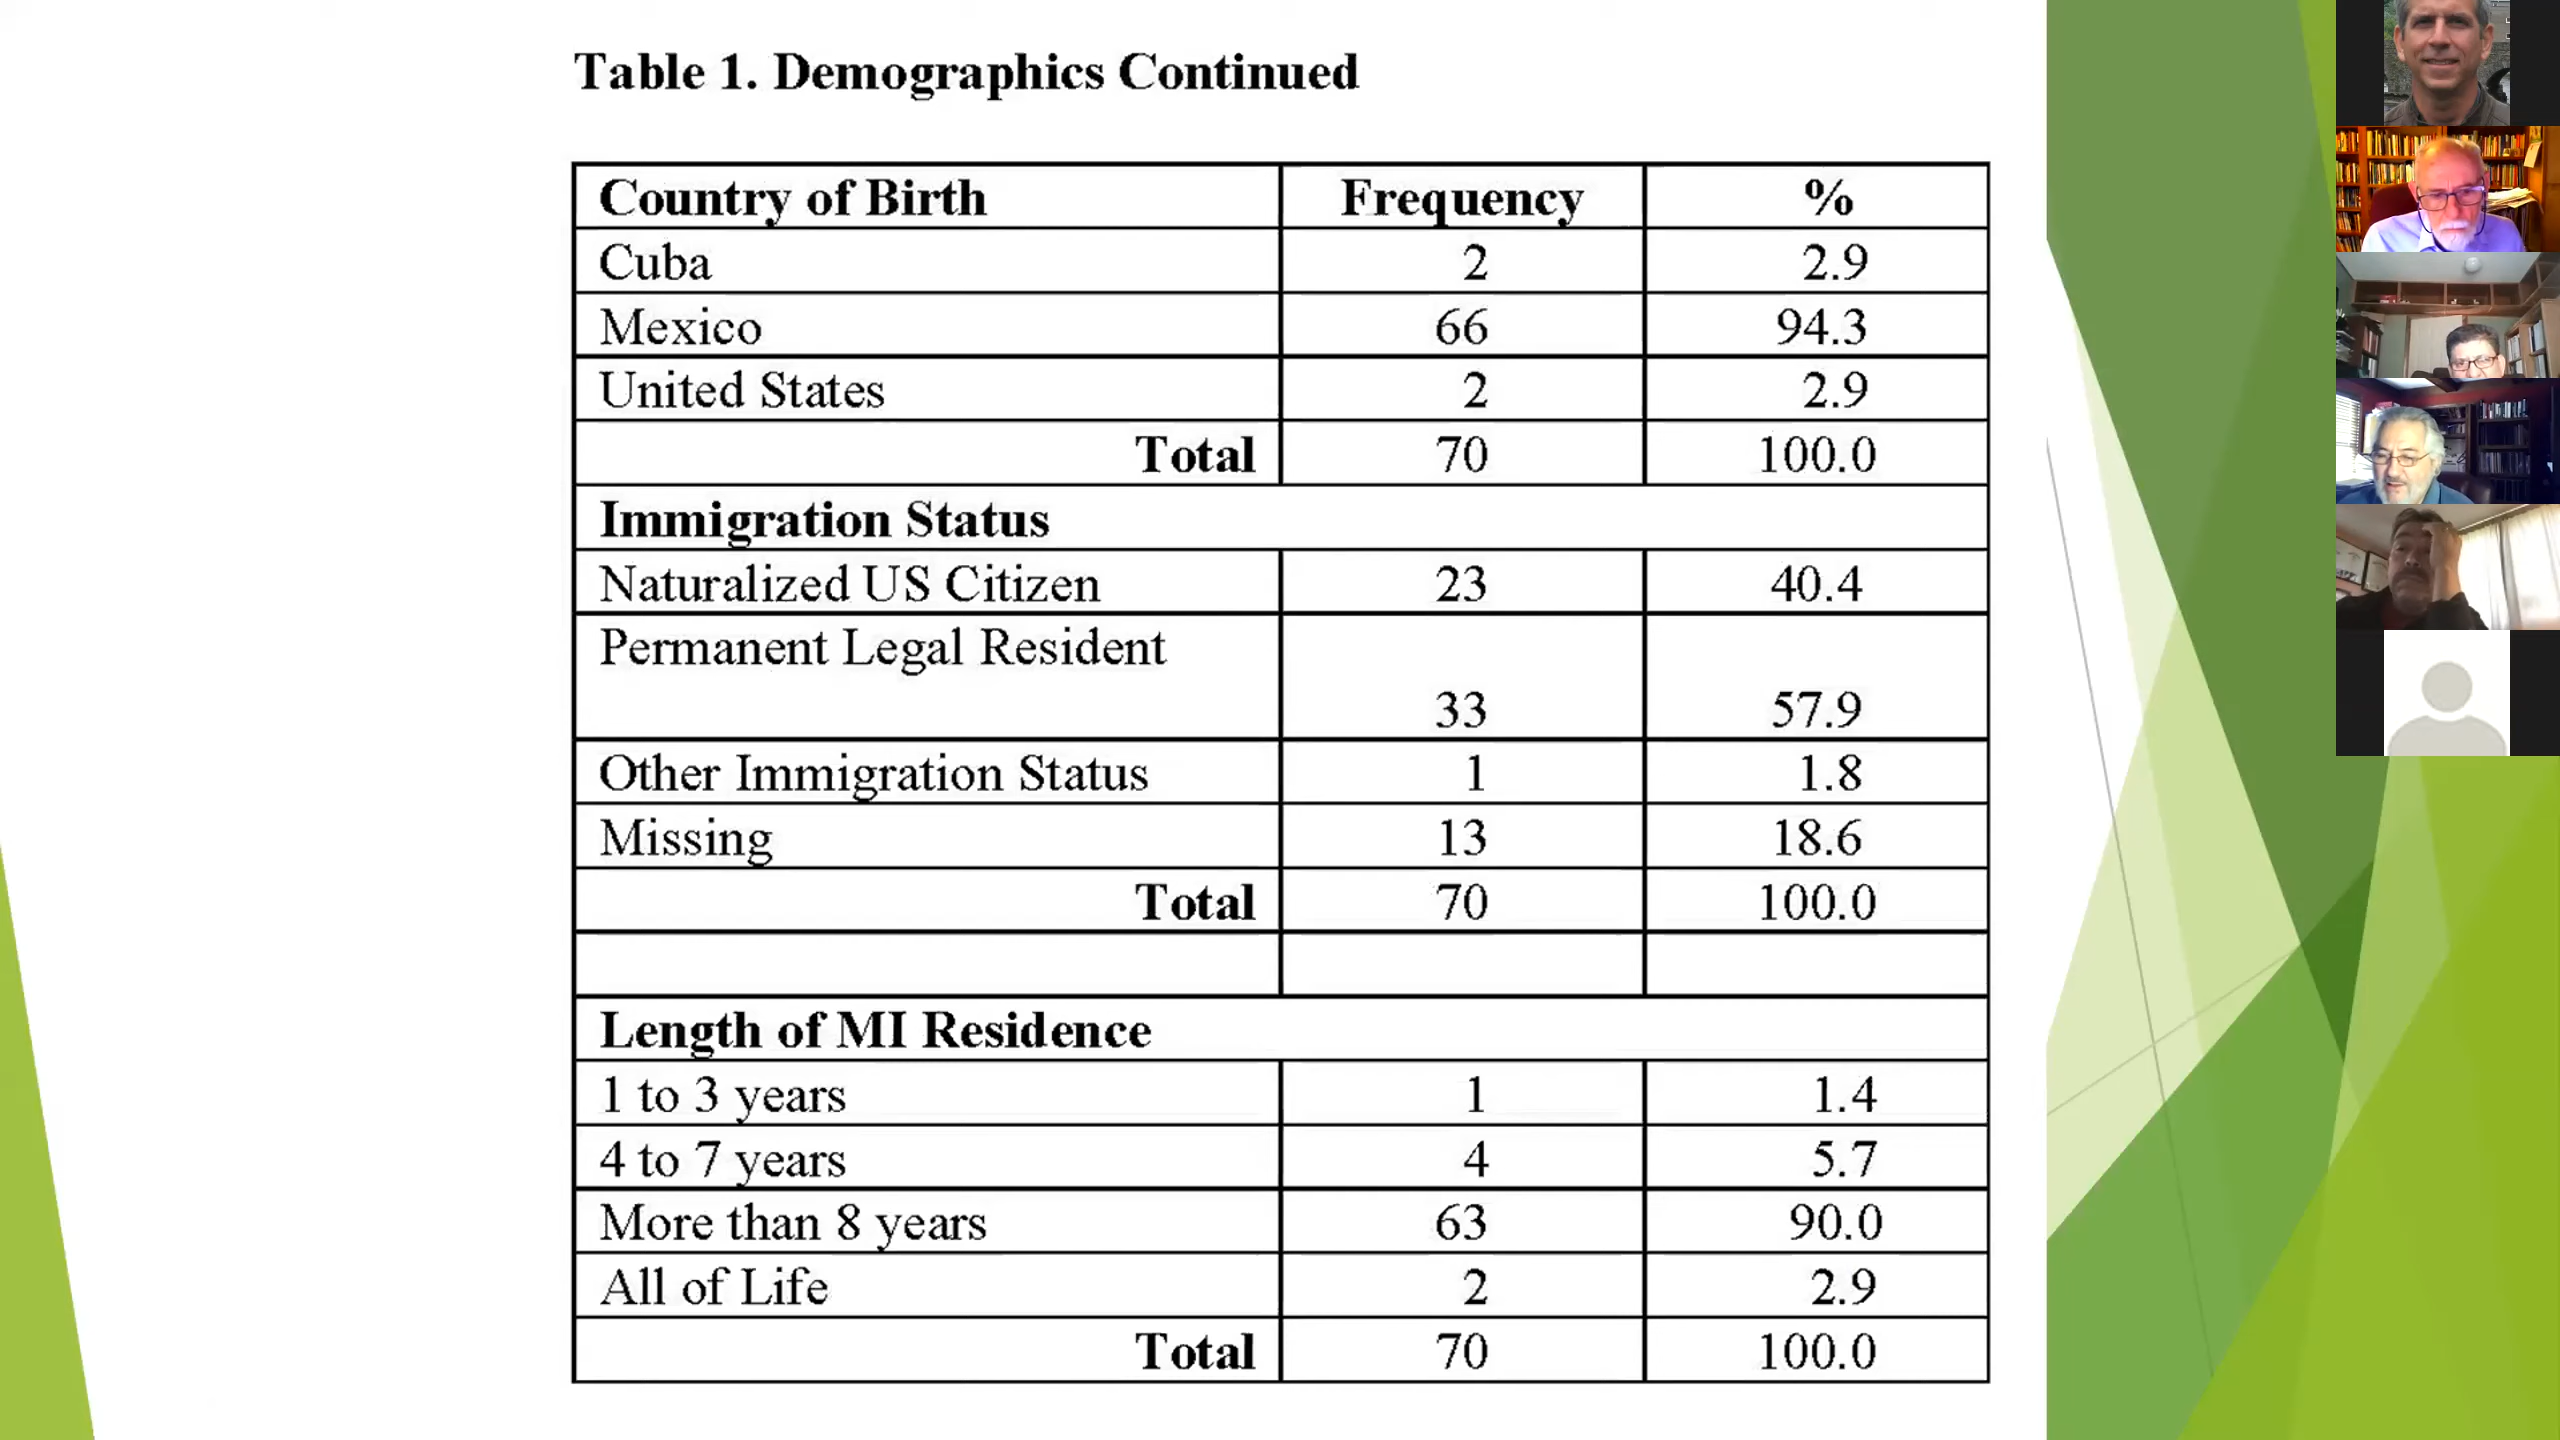 Table 1. Demographics Continued
Country of Birth Frequency %
Cuba 2 2.9
Mexico 66 94.3
United States 2 2.9
Total 70 100.0
Immigration Status
Naturalized US Citizen 23 40.4
Permanent Legal Resident
33 57.9
Other Immigration Status 1 1.8
Missing 13 18.6
Total 70 100.0
Length of MI Residence
1 to 3 years 1 1.4
4 to 7 years 4 5.7
More than 8 years 63 90.0
All of Life 2 2.9
Total 70 100.0